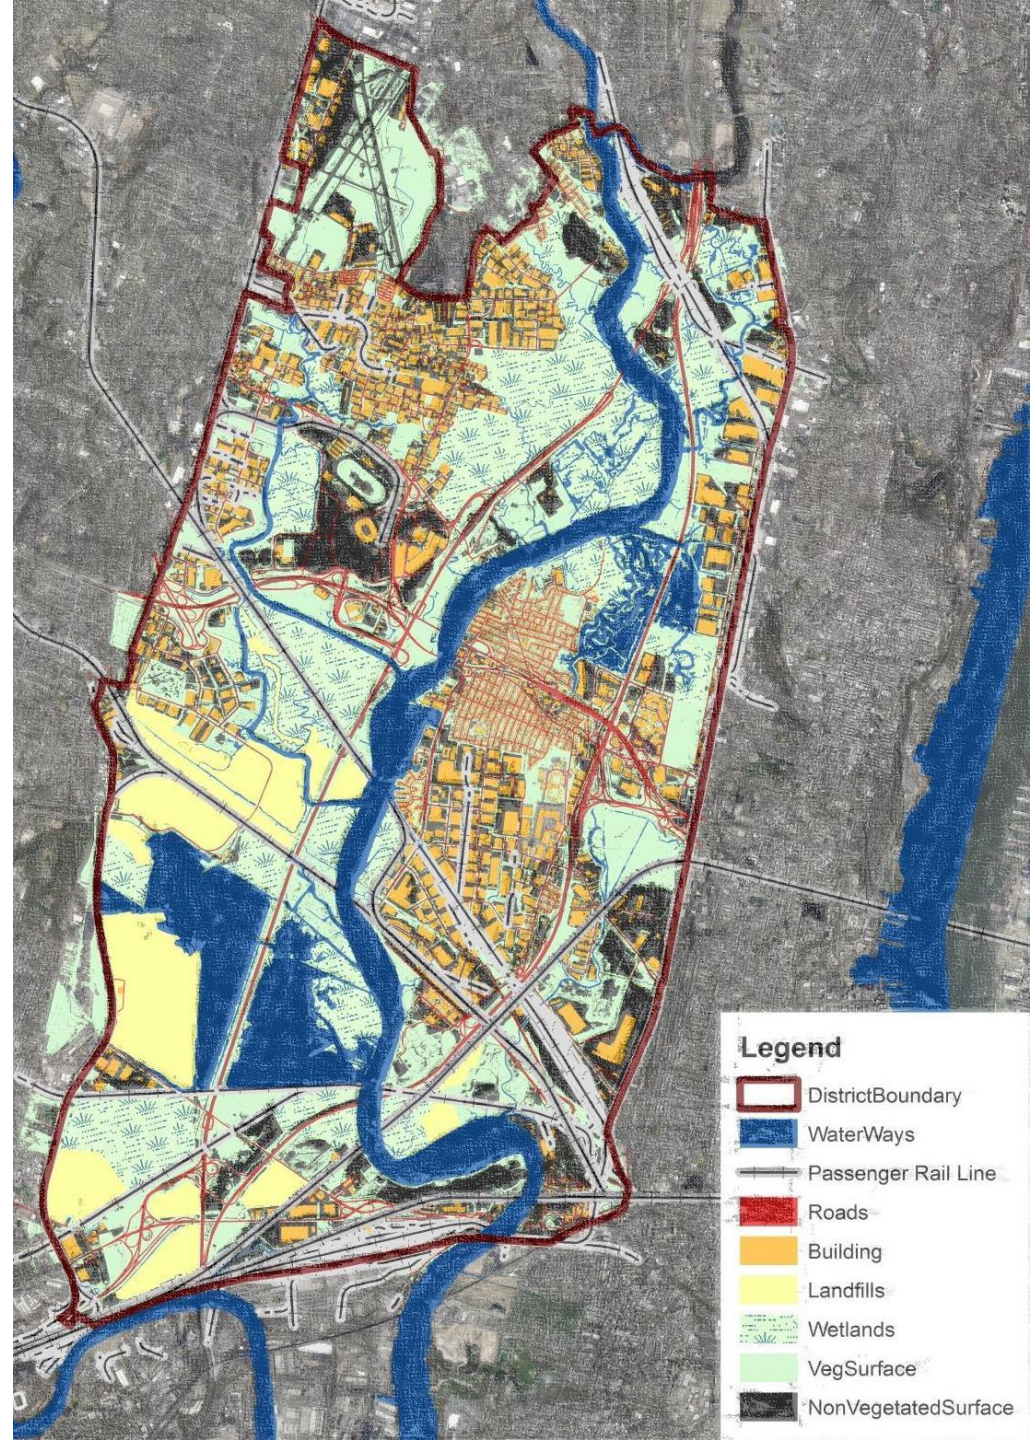 Legend
DistrictBoundary
WaterWays
Passenger Rail Line
Roads
Building
Landfills
Wetlands
VegSurface
NonVegetatedSurface